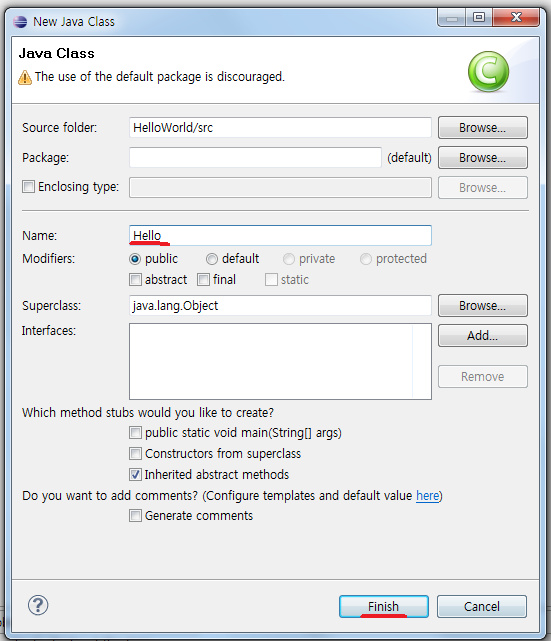 New Java Class
Java Class
The use of the default package is discouraged.
Source folder: HelloWorld/src Browse...
Package: (default) Browse...
Enclosing type: Browse...
Name: Hello
Modifiers: public default private protected
abstract final static
Superclass: java.lang.Object Browse...
Interfaces: Add...
Remove
Which method stubs would you like to create?
public static void main(String[] args)
Constructors from superclass
Inherited abstract methods
Do you want to add comments? (Configure templates and default value here)
Generate comments
Finish Cancel